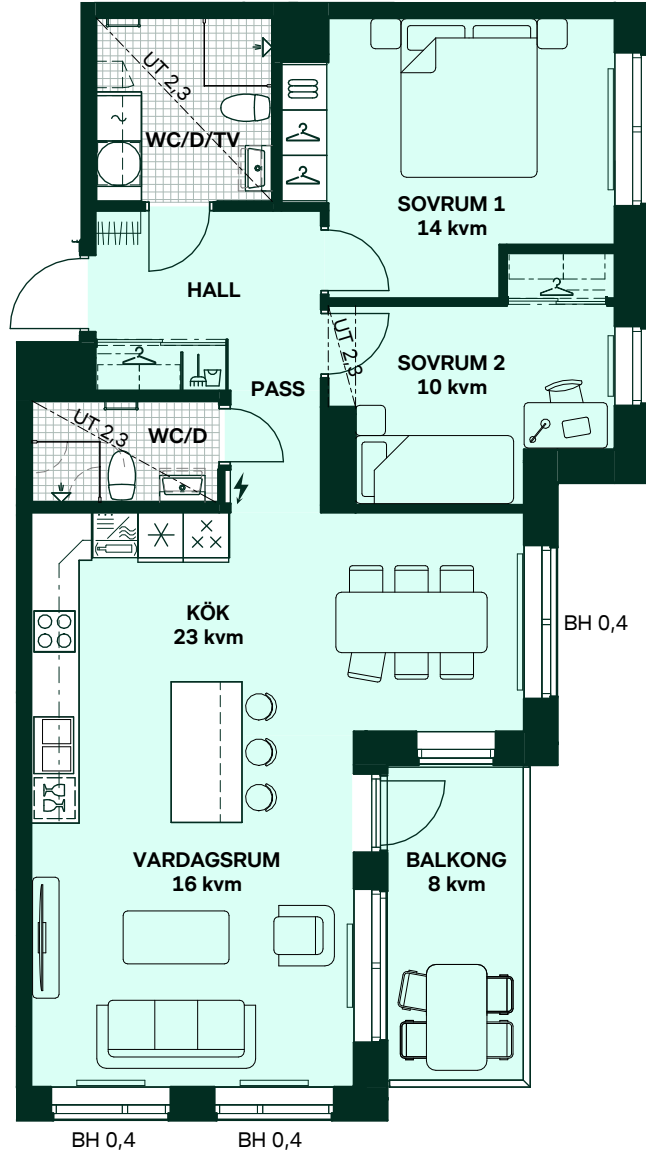 UT 2,3
WC/D/TV
SOVRUM 1
14 kvm
HALL
UT 2,3
SOVRUM 2
10 kvm
PASS
UT 2,3
WC/D
KÖK
23 kvm
BH 0,4
VARDAGSRUM
16 kvm
BALKONG
8 kvm
BH 0,4
BH 0,4